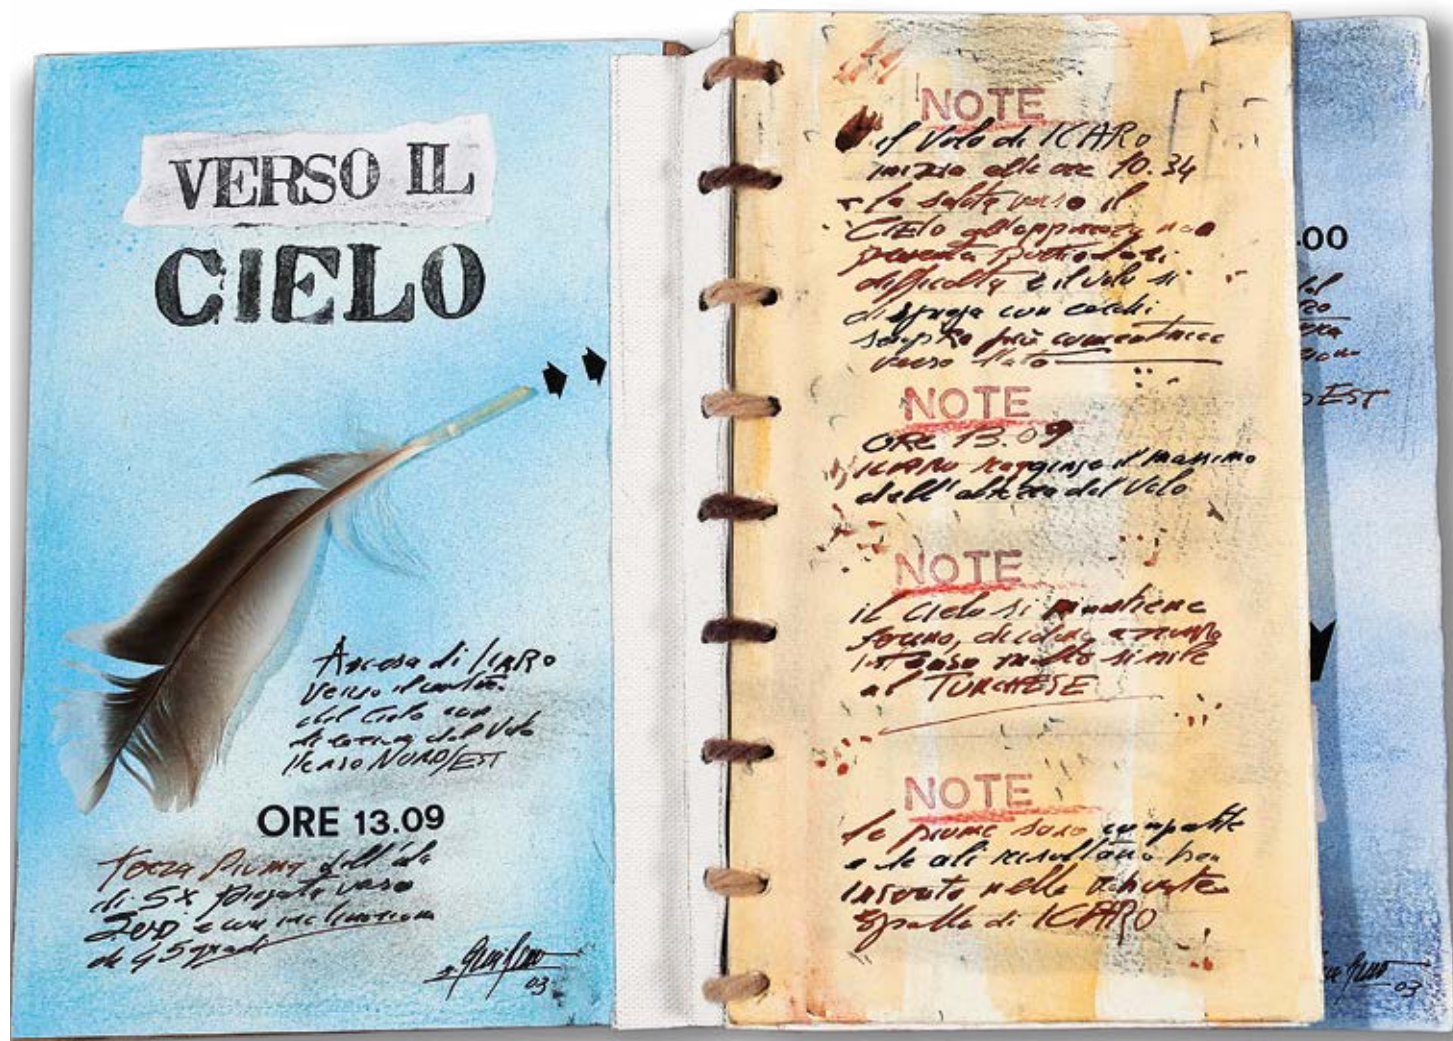 VERSO IL
CIELO
Ascesa di ICARO
verso il centro
del Cielo con
del Volo
verso NORD/EST
ORE 13.09
Terza Piuma dell'ala
di SX piegata verso
Sud e con inclinazione
di 45 gradi
03
NOTE
il Volo di ICARO
inizia alle ore 10.34
la salita verso il
CIELO all'apparenza non
presenta particolari
difficoltà e il volo si
dispiega con cerchi
sempre più
verso l'alto
NOTE
ORE 13.09
ICARO raggiunge il massimo
dell'altezza del Volo
NOTE
il cielo si mantiene
terso, di colore azzurro
intenso molto simile
al TURCHESE
NOTE
le piume sono compatte
e le ali risultano ben
inserite nelle robuste
spalle di ICARO
.00
EST
03